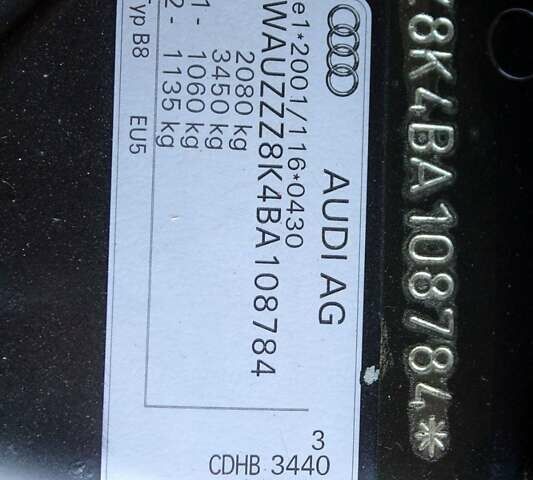 AUDI AG
e1*2001/116*0430
WAUZZZ8K4BA108784
2080 kg
3450 kg
1 - 1060 kg
2 - 1135 kg
Typ B8 EU5
3
CDHB 3440
8K4BA108784*